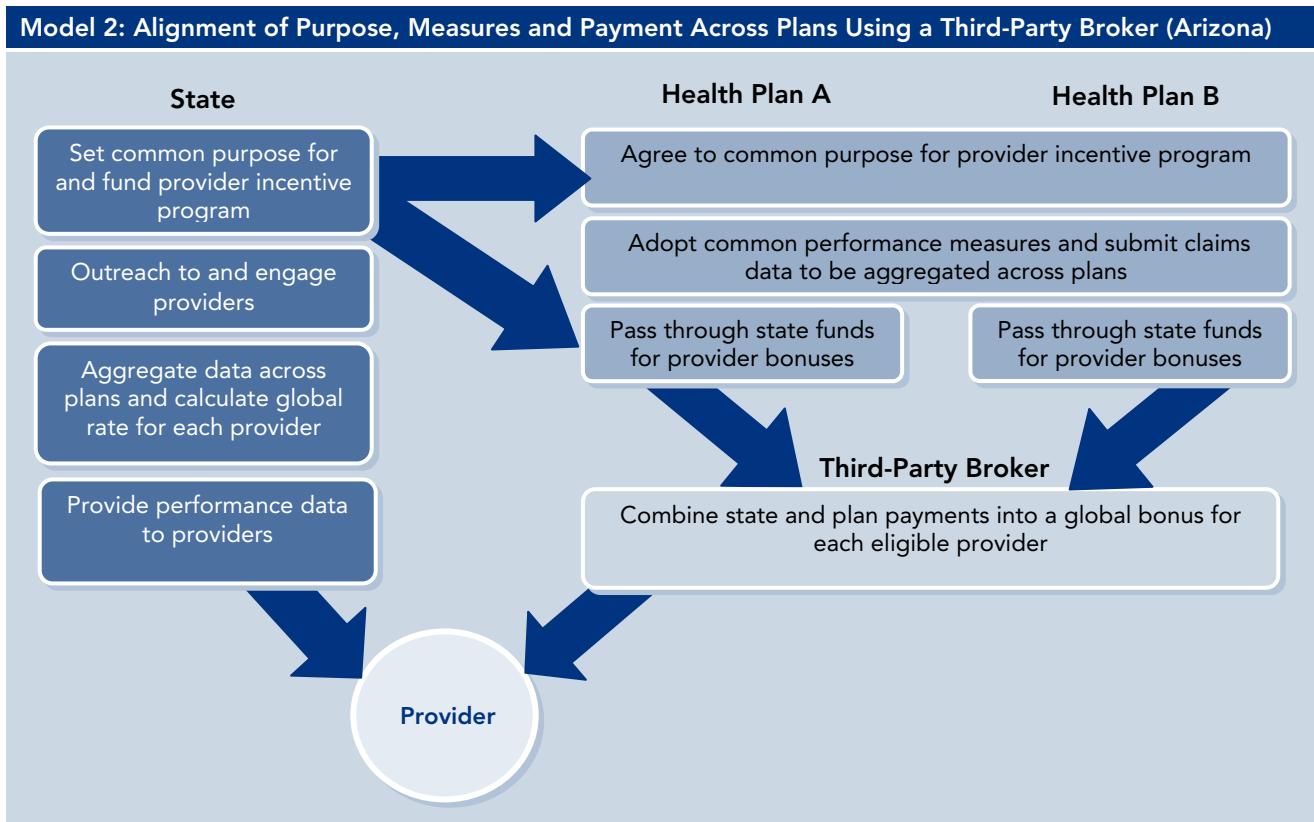 Model 2: Alignment of Purpose, Measures and Payment Across Plans Using a Third-Party Broker (Arizona)
State
Set common purpose for
and fund provider incentive
program
Outreach to and engage
providers
Aggregate data across
plans and calculate global
rate for each provider
Provide performance data
to providers
Health Plan A
Health Plan B
Agree to common purpose for provider incentive program
Adopt common performance measures and submit claims
data to be aggregated across plans
Pass through state funds
for provider bonuses
Pass through state funds
for provider bonuses
Third-Party Broker
Combine state and plan payments into a global bonus for
each eligible provider
Provider